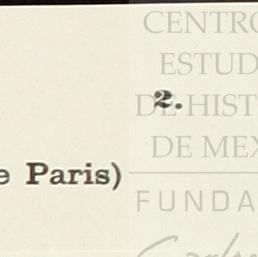 CENTRO
ESTUD
2.
DE HIST
DE MEX
e Paris)
FUNDA